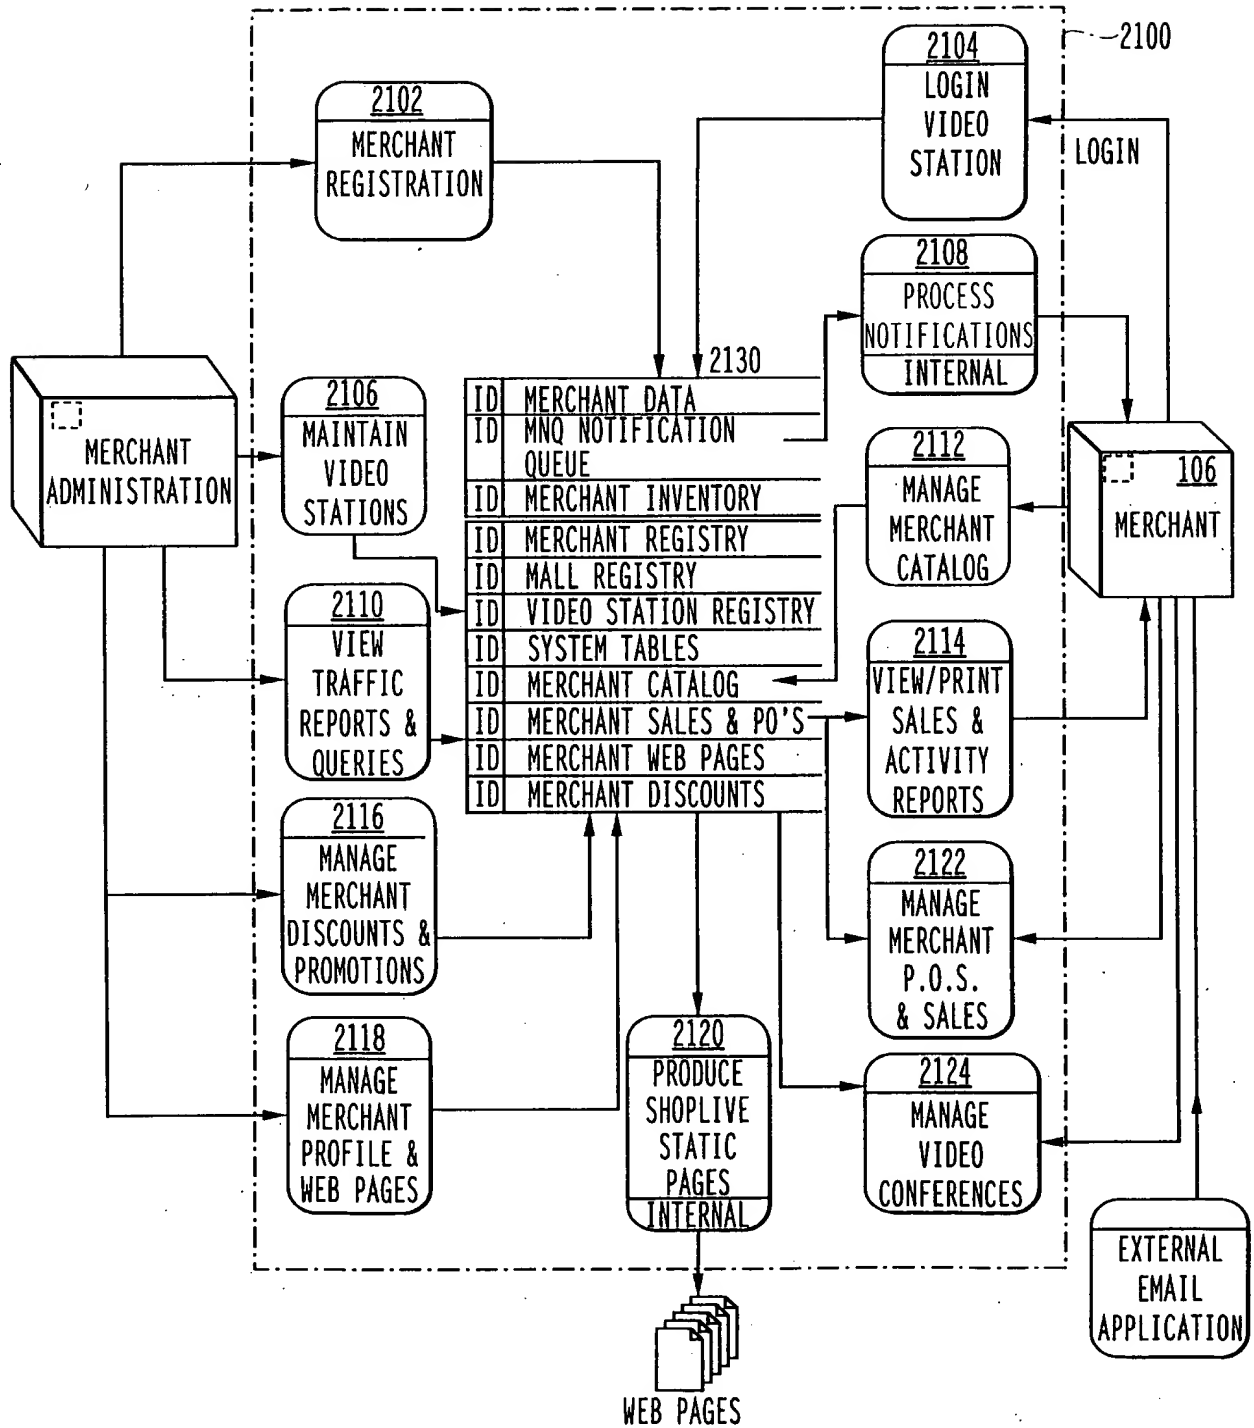 2100
2104
LOGIN
VIDEO
STATION
LOGIN
2102
MERCHANT
REGISTRATION
2108
PROCESS
NOTIFICATIONS
INTERNAL
MERCHANT
ADMINISTRATION
2106
MAINTAIN
VIDEO
STATIONS
2130
ID MERCHANT DATA
ID MNQ NOTIFICATION
QUEUE
ID MERCHANT INVENTORY
ID MERCHANT REGISTRY
ID MALL REGISTRY
ID VIDEO STATION REGISTRY
ID SYSTEM TABLES
ID MERCHANT CATALOG
ID MERCHANT SALES & PO'S
ID MERCHANT WEB PAGES
ID MERCHANT DISCOUNTS
2112
MANAGE
MERCHANT
CATALOG
106
MERCHANT
2110
VIEW
TRAFFIC
REPORTS &
QUERIES
2114
VIEW/PRINT
SALES &
ACTIVITY
REPORTS
2116
MANAGE
MERCHANT
DISCOUNTS &
PROMOTIONS
2122
MANAGE
MERCHANT
P.O.S.
& SALES
2118
MANAGE
MERCHANT
PROFILE &
WEB PAGES
2120
PRODUCE
SHOPLIVE
STATIC
PAGES
INTERNAL
2124
MANAGE
VIDEO
CONFERENCES
EXTERNAL
EMAIL
APPLICATION
WEB PAGES